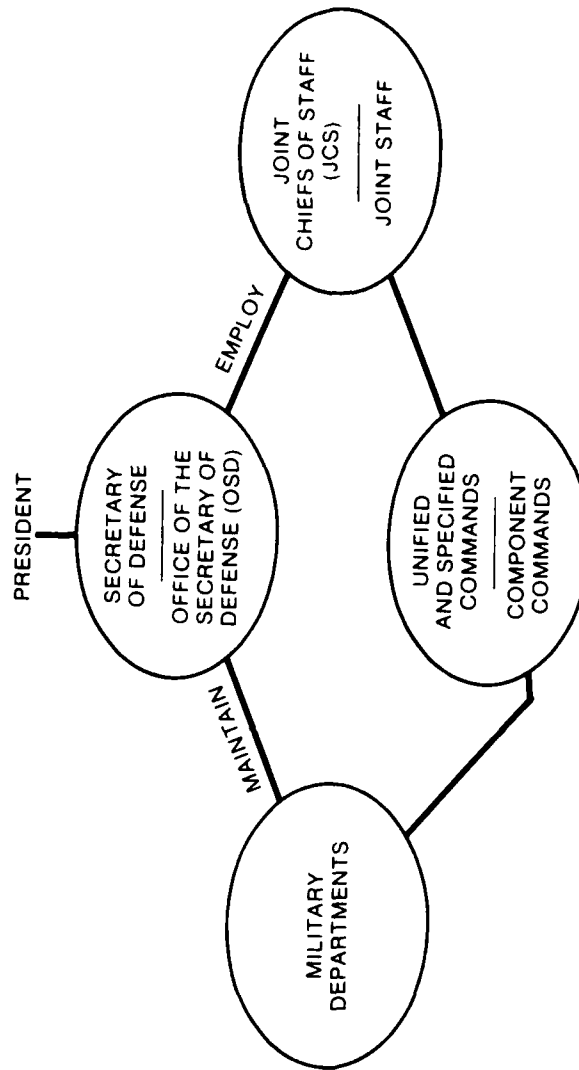 PRESIDENT
SECRETARY
OF DEFENSE
OFFICE OF THE
SECRETARY OF
DEFENSE (OSD)
MAINTAIN
EMPLOY
MILITARY
DEPARTMENTS
JOINT
CHIEFS OF STAFF
(JCS)
JOINT STAFF
UNIFIED
AND SPECIFIED
COMMANDS
COMPONENT
COMMANDS